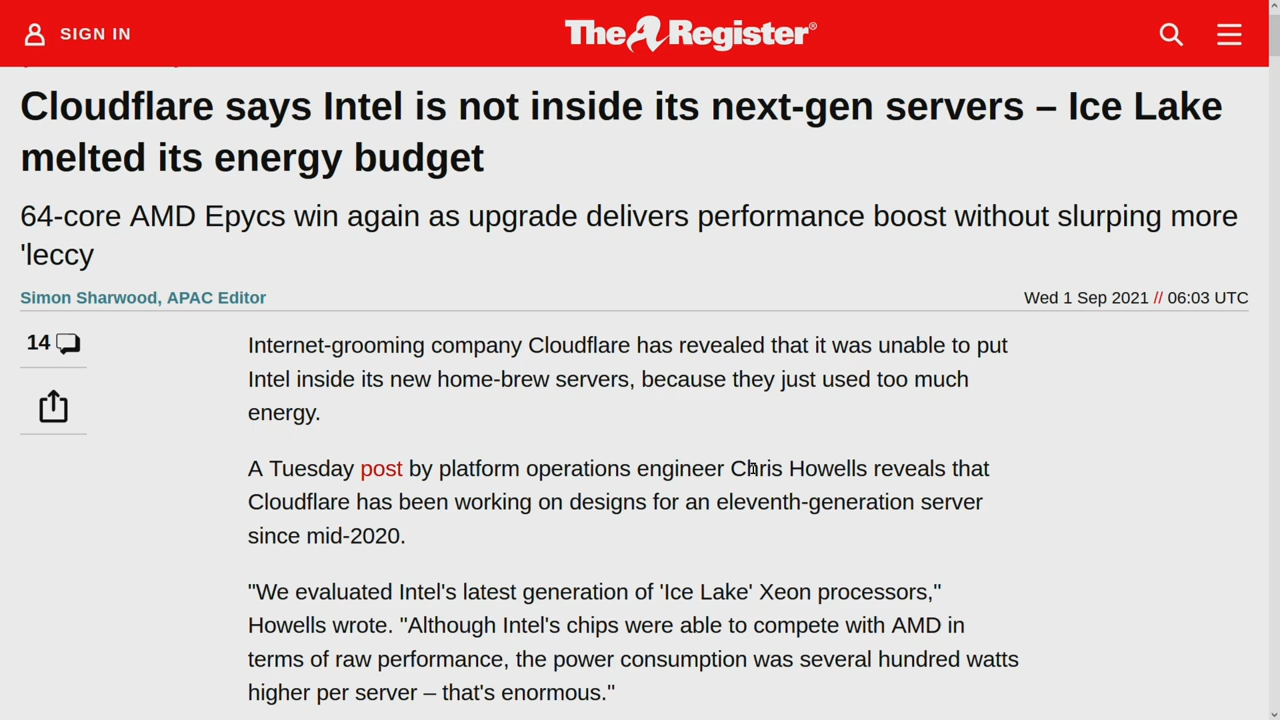 SIGN IN
The Register®
Cloudflare says Intel is not inside its next-gen servers – Ice Lake
melted its energy budget
64-core AMD Epycs win again as upgrade delivers performance boost without slurping more
'leccy
Simon Sharwood, APAC Editor
Wed 1 Sep 2021 // 06:03 UTC
14
Internet-grooming company Cloudflare has revealed that it was unable to put
Intel inside its new home-brew servers, because they just used too much
energy.
A Tuesday post by platform operations engineer Chris Howells reveals that
Cloudflare has been working on designs for an eleventh-generation server
since mid-2020.
"We evaluated Intel's latest generation of 'Ice Lake' Xeon processors,"
Howells wrote. "Although Intel's chips were able to compete with AMD in
terms of raw performance, the power consumption was several hundred watts
higher per server – that's enormous."